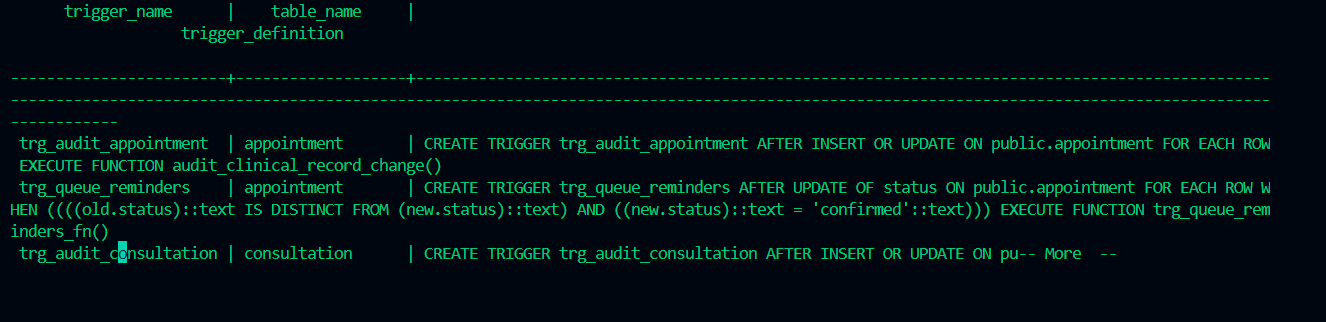 trigger_name | table_name |
trigger_definition
------------------------+-------------------+-----------------------------------------------------------------------------------------------
--------------------------------------------------------------------------------------------------------------------------------------------
------------
trg_audit_appointment | appointment | CREATE TRIGGER trg_audit_appointment AFTER INSERT OR UPDATE ON public.appointment FOR EACH ROW
EXECUTE FUNCTION audit_clinical_record_change()
trg_queue_reminders | appointment | CREATE TRIGGER trg_queue_reminders AFTER UPDATE OF status ON public.appointment FOR EACH ROW W
HEN ((((old.status)::text IS DISTINCT FROM (new.status)::text) AND ((new.status)::text = 'confirmed'::text))) EXECUTE FUNCTION trg_queue_rem
inders_fn()
trg_audit_consultation | consultation | CREATE TRIGGER trg_audit_consultation AFTER INSERT OR UPDATE ON pu-- More --